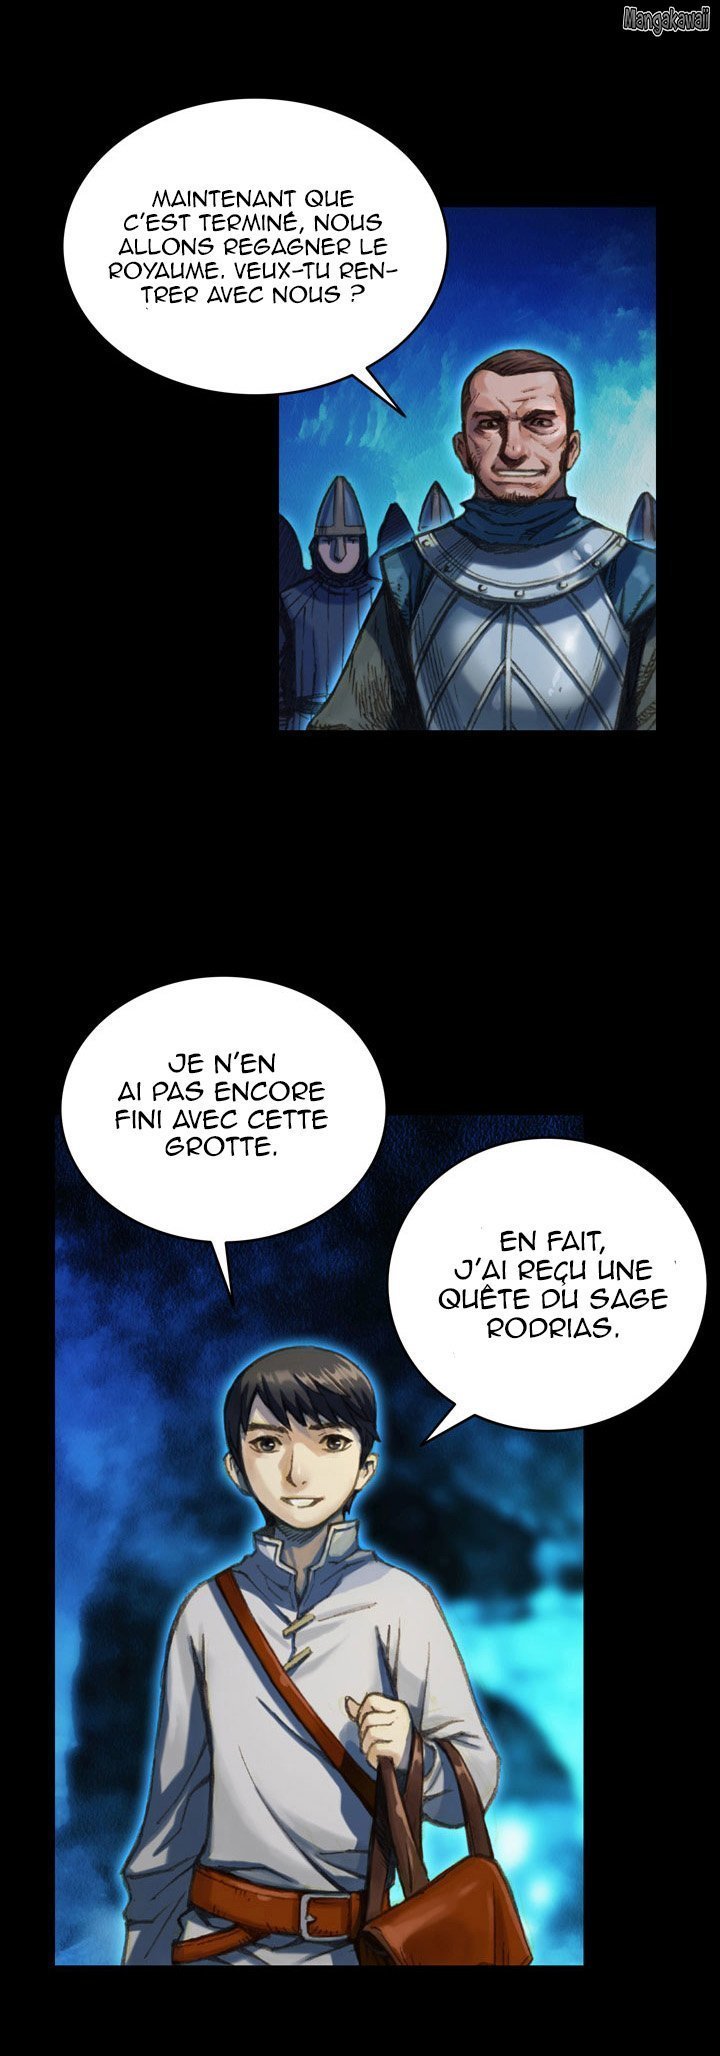 Mangakawaii
MAINTENANT QUE
C'EST TERMINÉ, NOUS
ALLONS REGAGNER LE
ROYAUME. VEUX-TU REN-
TRER AVEC NOUS ?
JE N'EN
AI PAS ENCORE
FINI AVEC CETTE
GROTTE.
EN FAIT,
J'AI REÇU UNE
QUÊTE DU SAGE
RODRIAS.